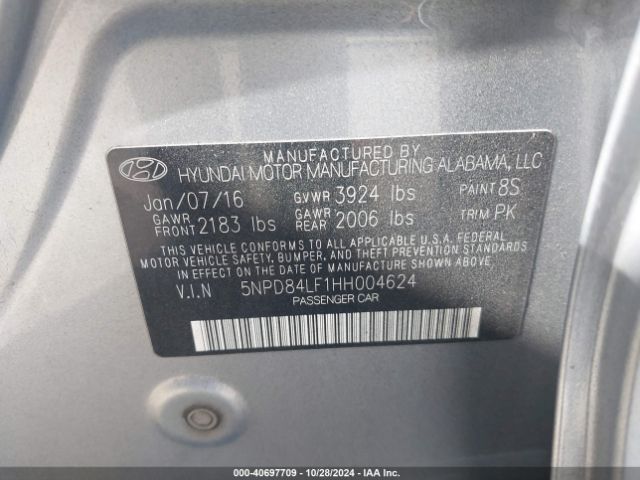 MANUFACTURED BY
HYUNDAI MOTOR MANUFACTURING ALABAMA, LLC
Jan/07/16 GVWR 3924 lbs PAINT 8S
GAWR FRONT 2183 lbs GAWR REAR 2006 lbs TRIM PK
THIS VEHICLE CONFORMS TO ALL APPLICABLE U.S.A. FEDERAL
MOTOR VEHICLE SAFETY, BUMPER, AND THEFT PREVENTION
STANDARDS IN EFFECT ON THE DATE OF MANUFACTURE SHOWN ABOVE.
V.I.N 5NPD84LF1HH004624
PASSENGER CAR
000-40697709 | 10/28/2024 - IAA Inc.